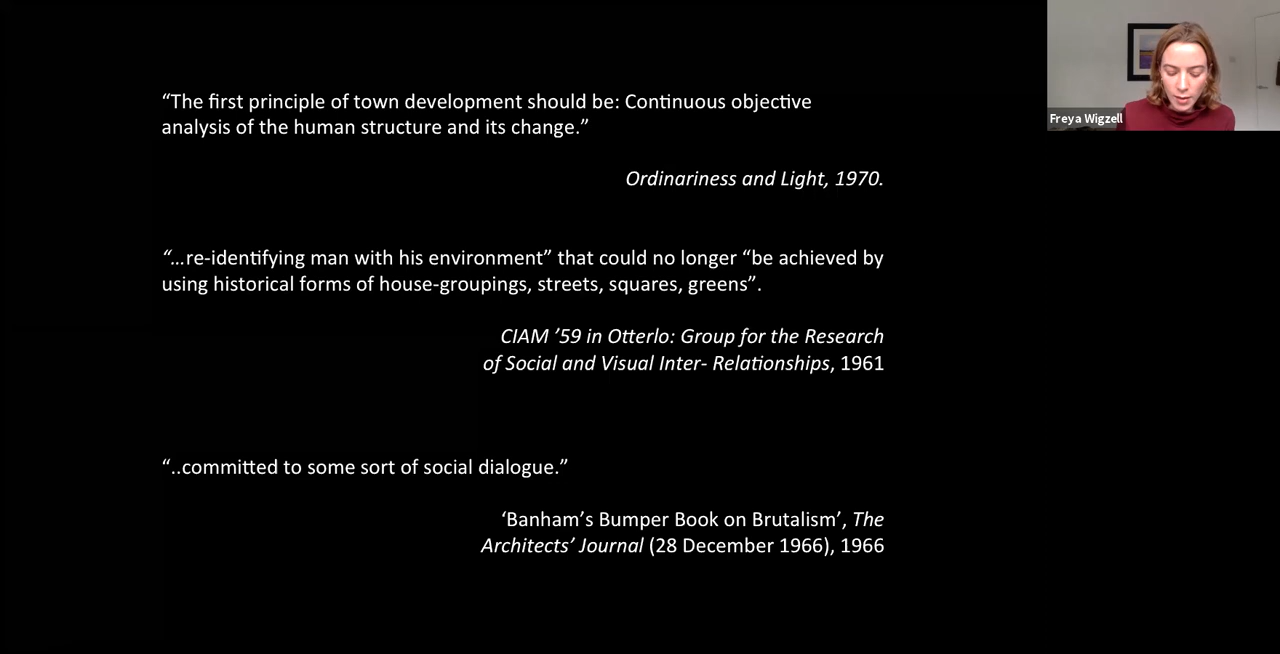 “The first principle of town development should be: Continuous objective
analysis of the human structure and its change.”
Ordinariness and Light, 1970.
“…re-identifying man with his environment” that could no longer “be achieved by
using historical forms of house-groupings, streets, squares, greens”.
CIAM ’59 in Otterlo: Group for the Research
of Social and Visual Inter- Relationships, 1961
“..committed to some sort of social dialogue.”
‘Banham’s Bumper Book on Brutalism’, The
Architects’ Journal (28 December 1966), 1966
Freya Wigzell